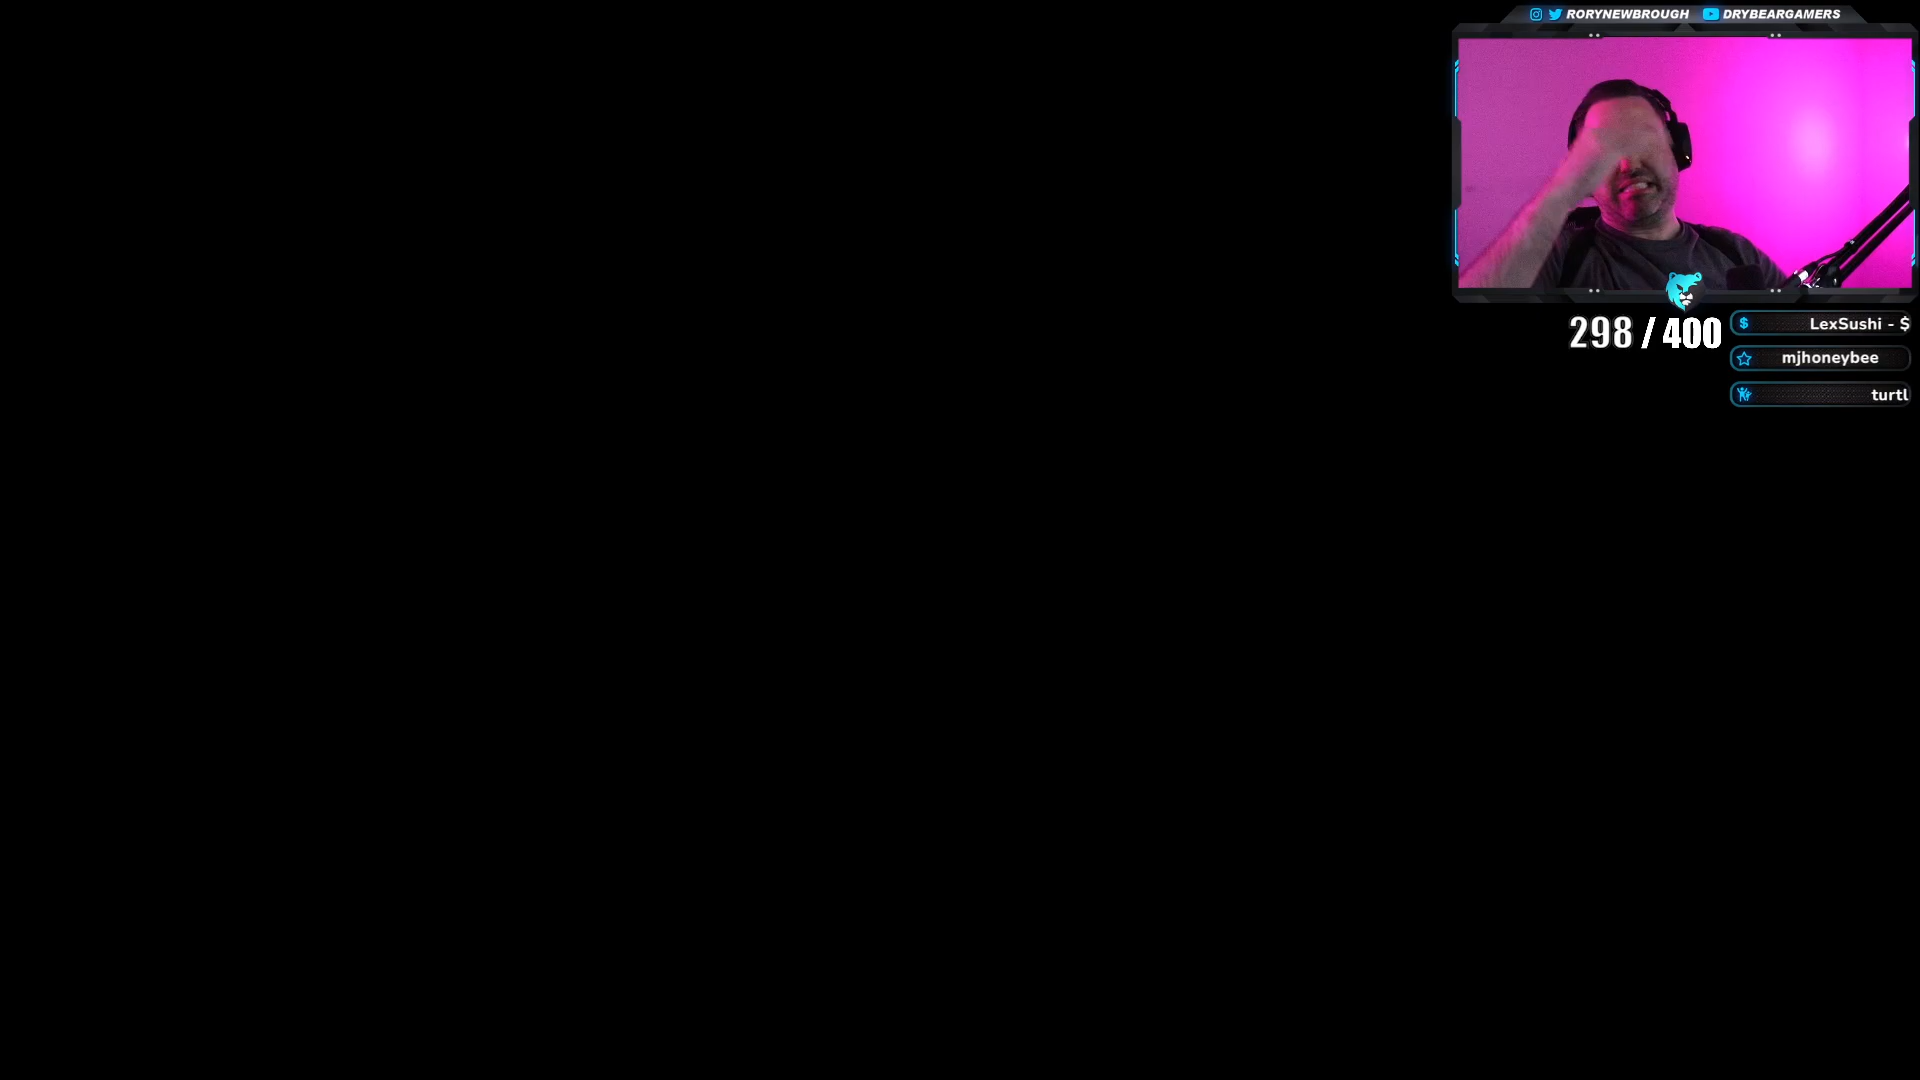 RORYNEWBROUGH DRYBEARGAMERS
298 / 400
LexSushi - $
mjhoneybee
turtl